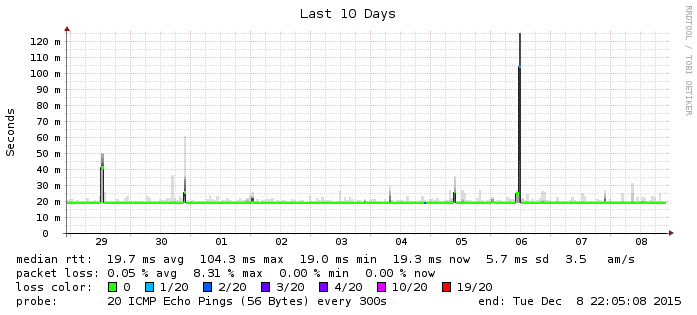 Last 10 Days
RRDTOOL / TOBI OETIKER
Seconds
120 m
110 m
100 m
90 m
80 m
70 m
60 m
50 m
40 m
30 m
20 m
10 m
0
29 30 01 02 03 04 05 06 07 08
median rtt: 19.7 ms avg 104.3 ms max 19.0 ms min 19.3 ms now 5.7 ms sd 3.5 am/s
packet loss: 0.05 % avg 8.31 % max 0.00 % min 0.00 % now
loss color: 0 1/20 2/20 3/20 4/20 10/20 19/20
probe: 20 ICMP Echo Pings (56 Bytes) every 300s end: Tue Dec 8 22:05:08 2015